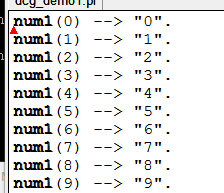 dcg_demo1.pl
num1(0) --> "0".
num1(1) --> "1".
num1(2) --> "2".
num1(3) --> "3".
num1(4) --> "4".
num1(5) --> "5".
num1(6) --> "6".
num1(7) --> "7".
num1(8) --> "8".
num1(9) --> "9".